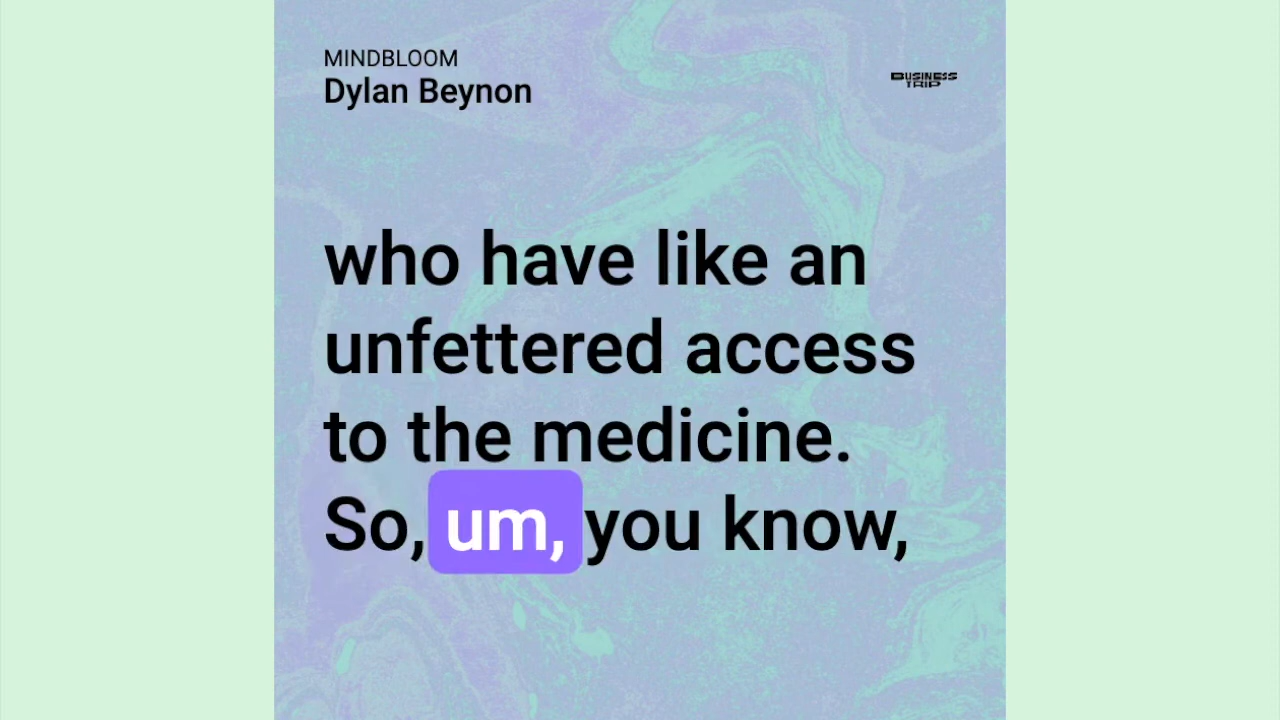 MINDBLOOM
Dylan Beynon
BUSINESS
TRIP
who have like an
unfettered access
to the medicine.
So, um, you know,